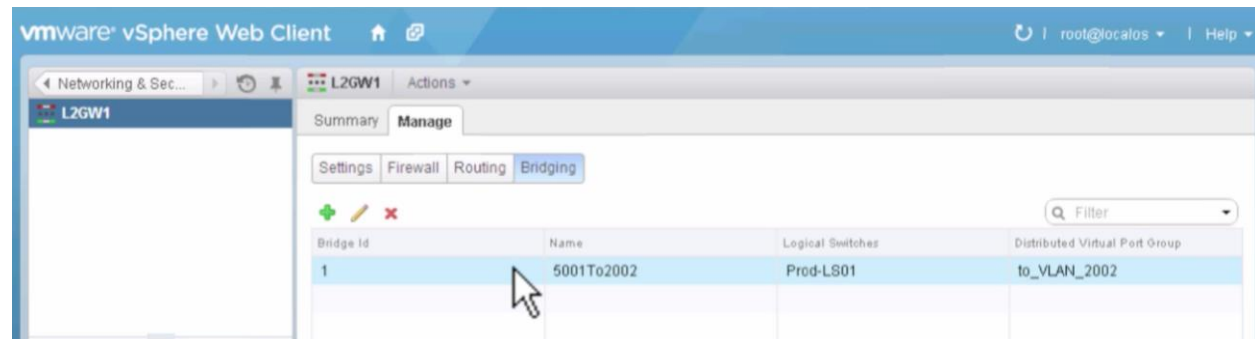 vmware® vSphere Web Client
root@localos
Help
Networking & Sec...
L2GW1
L2GW1
Actions
Summary
Manage
Settings
Firewall
Routing
Bridging
Filter
Bridge Id
Name
Logical Switches
Distributed Virtual Port Group
1
5001To2002
Prod-LS01
to_VLAN_2002